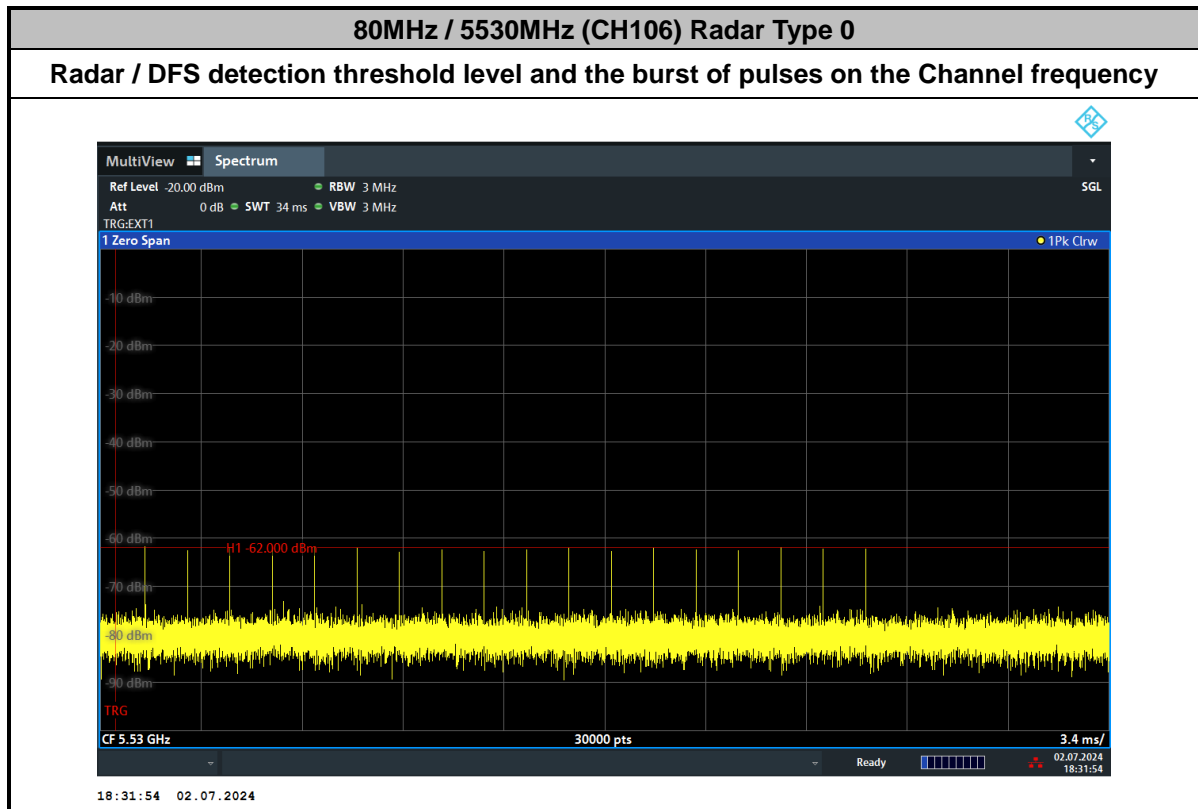 80MHz / 5530MHz (CH106) Radar Type 0
Radar / DFS detection threshold level and the burst of pulses on the Channel frequency
R&S
MultiView Spectrum
Ref Level -20.00 dBm RBW 3 MHz SGL
Att 0 dB SWT 34 ms VBW 3 MHz
TRG:EXT1
1 Zero Span 1Pk Clrw
-10 dBm
-20 dBm
-30 dBm
-40 dBm
-50 dBm
-60 dBm
H1 -62.000 dBm
-70 dBm
-80 dBm
-90 dBm
TRG
CF 5.53 GHz 30000 pts 3.4 ms/
Ready 02.07.2024
18:31:54
18:31:54 02.07.2024